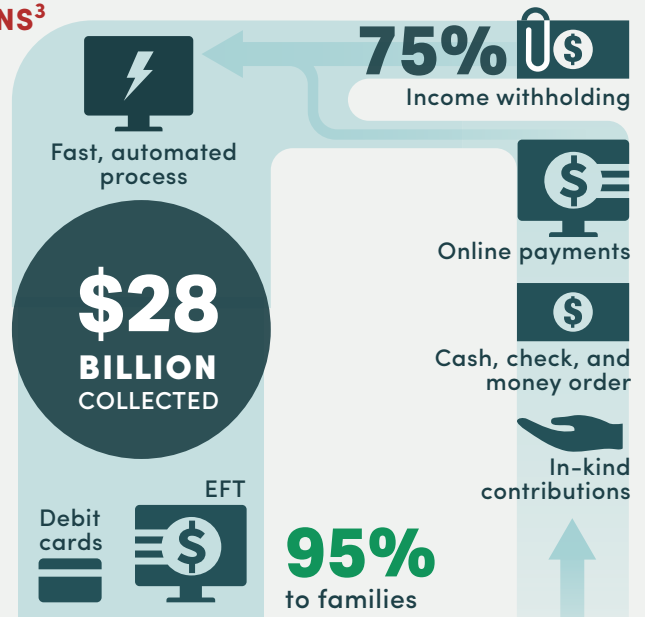 NS³
75%
$
Income withholding
Fast, automated
process
$
Online payments
$28
BILLION
COLLECTED
$
Cash, check, and
money order
In-kind
contributions
EFT
Debit
cards
$
95%
to families